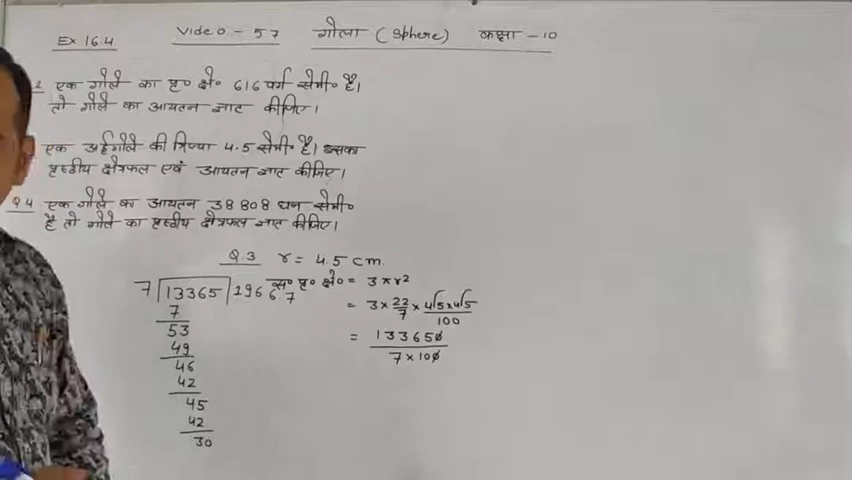 Ex 16.4
Video - 57
गोला (Sphere) कक्षा - 10
2 एक गोले का पृ० क्षे० 616 वर्ग सेमी० है।
तो गोले का आयतन ज्ञात कीजिए।
एक अर्द्धगोले की त्रिज्या 4.5 सेमी० है। इसका
पृष्ठीय क्षेत्रफल एवं आयतन ज्ञात कीजिए।
Q 4 एक गोले का आयतन 38808 घन सेमी०
है तो गोले का पृष्ठीय क्षेत्रफल ज्ञात कीजिए।
Q.3 r = 4.5 cm.
स० पृ० क्षे० = 3πr²
= 3 × 22/7 × 45×45/100
= 133650/7×100
7 13365 1966.7
7
53
49
46
42
45
42
30